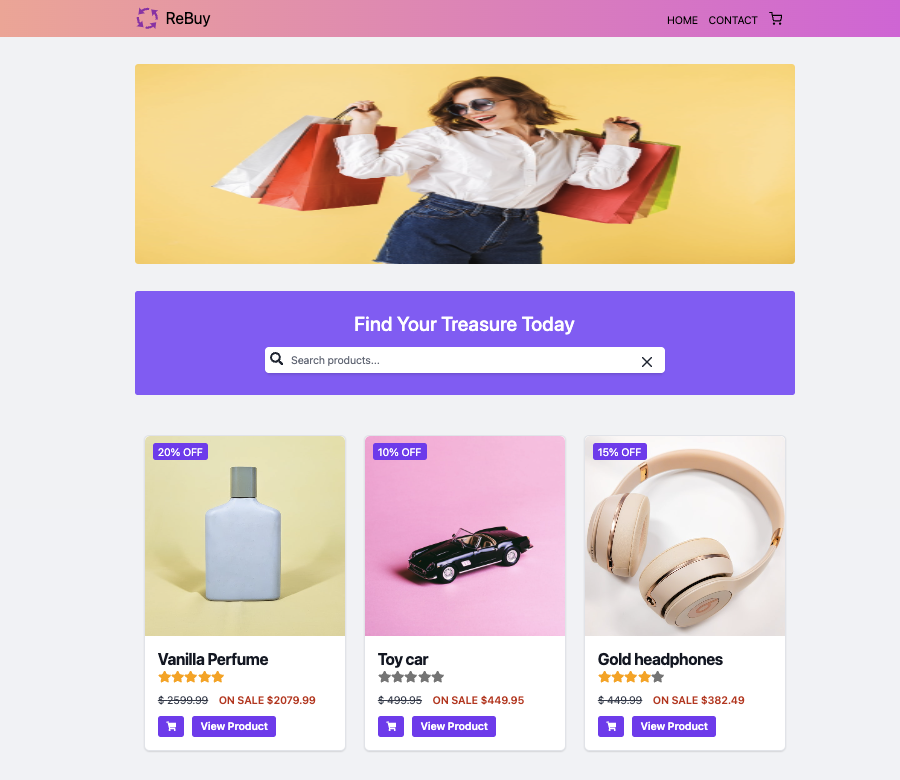 ReBuy
HOME CONTACT
Find Your Treasure Today
Search products...
20% OFF
10% OFF
15% OFF
Vanilla Perfume
$ 2599.99 ON SALE $2079.99
View Product
Toy car
$ 499.95 ON SALE $449.95
View Product
Gold headphones
$ 449.99 ON SALE $382.49
View Product